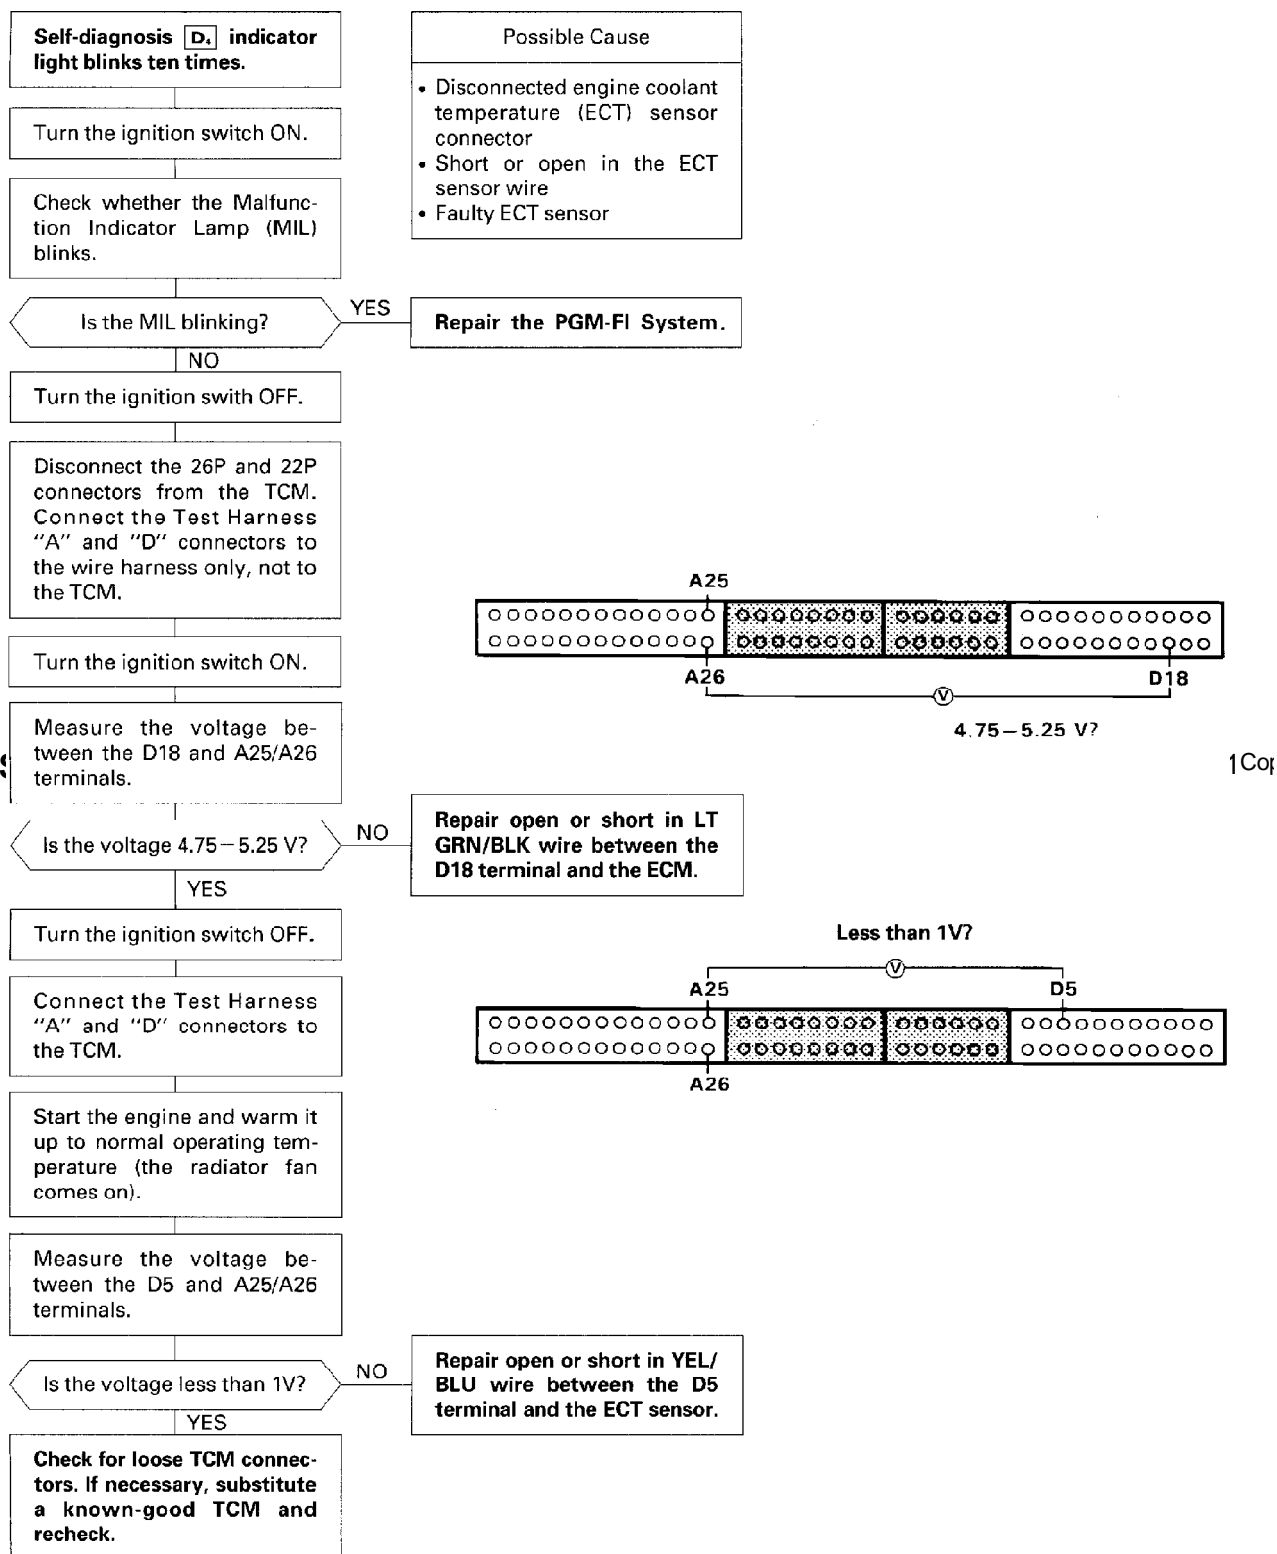 Self-diagnosis D₄ indicator
light blinks ten times.
Possible Cause
• Disconnected engine coolant
temperature (ECT) sensor
connector
• Short or open in the ECT
sensor wire
• Faulty ECT sensor
Turn the ignition switch ON.
Check whether the Malfunc-
tion Indicator Lamp (MIL)
blinks.
Is the MIL blinking?
YES
Repair the PGM-FI System.
NO
Turn the ignition swith OFF.
Disconnect the 26P and 22P
connectors from the TCM.
Connect the Test Harness
"A" and "D" connectors to
the wire harness only, not to
the TCM.
A25
A26
D18
V
4.75–5.25 V?
Turn the ignition switch ON.
Measure the voltage be-
tween the D18 and A25/A26
terminals.
1Cop
Is the voltage 4.75–5.25 V?
NO
Repair open or short in LT
GRN/BLK wire between the
D18 terminal and the ECM.
YES
Turn the ignition switch OFF.
Less than 1V?
V
A25
D5
A26
Connect the Test Harness
"A" and "D" connectors to
the TCM.
Start the engine and warm it
up to normal operating tem-
perature (the radiator fan
comes on).
Measure the voltage be-
tween the D5 and A25/A26
terminals.
Is the voltage less than 1V?
NO
Repair open or short in YEL/
BLU wire between the D5
terminal and the ECT sensor.
YES
Check for loose TCM connec-
tors. If necessary, substitute
a known-good TCM and
recheck.